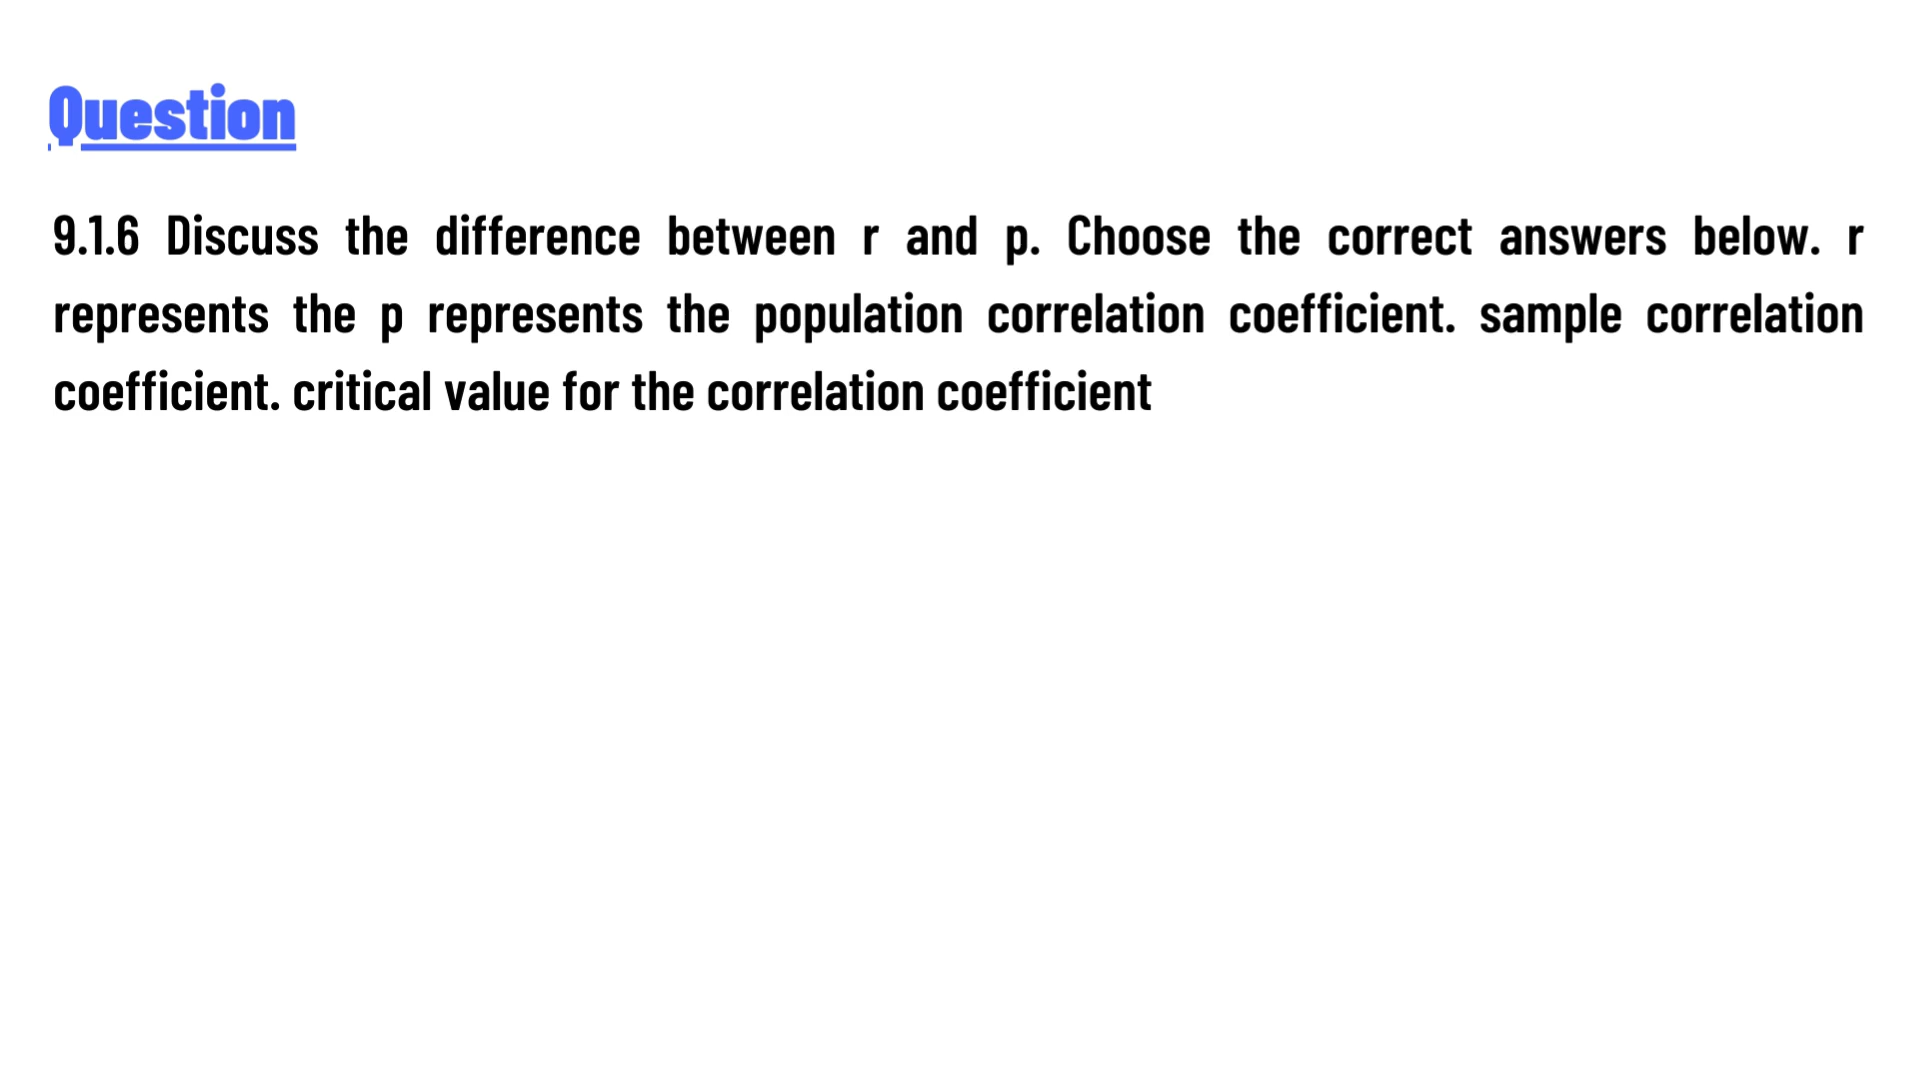 Question
9.1.6 Discuss the difference between r and p. Choose the correct answers below. r
represents the p represents the population correlation coefficient. sample correlation
coefficient. critical value for the correlation coefficient